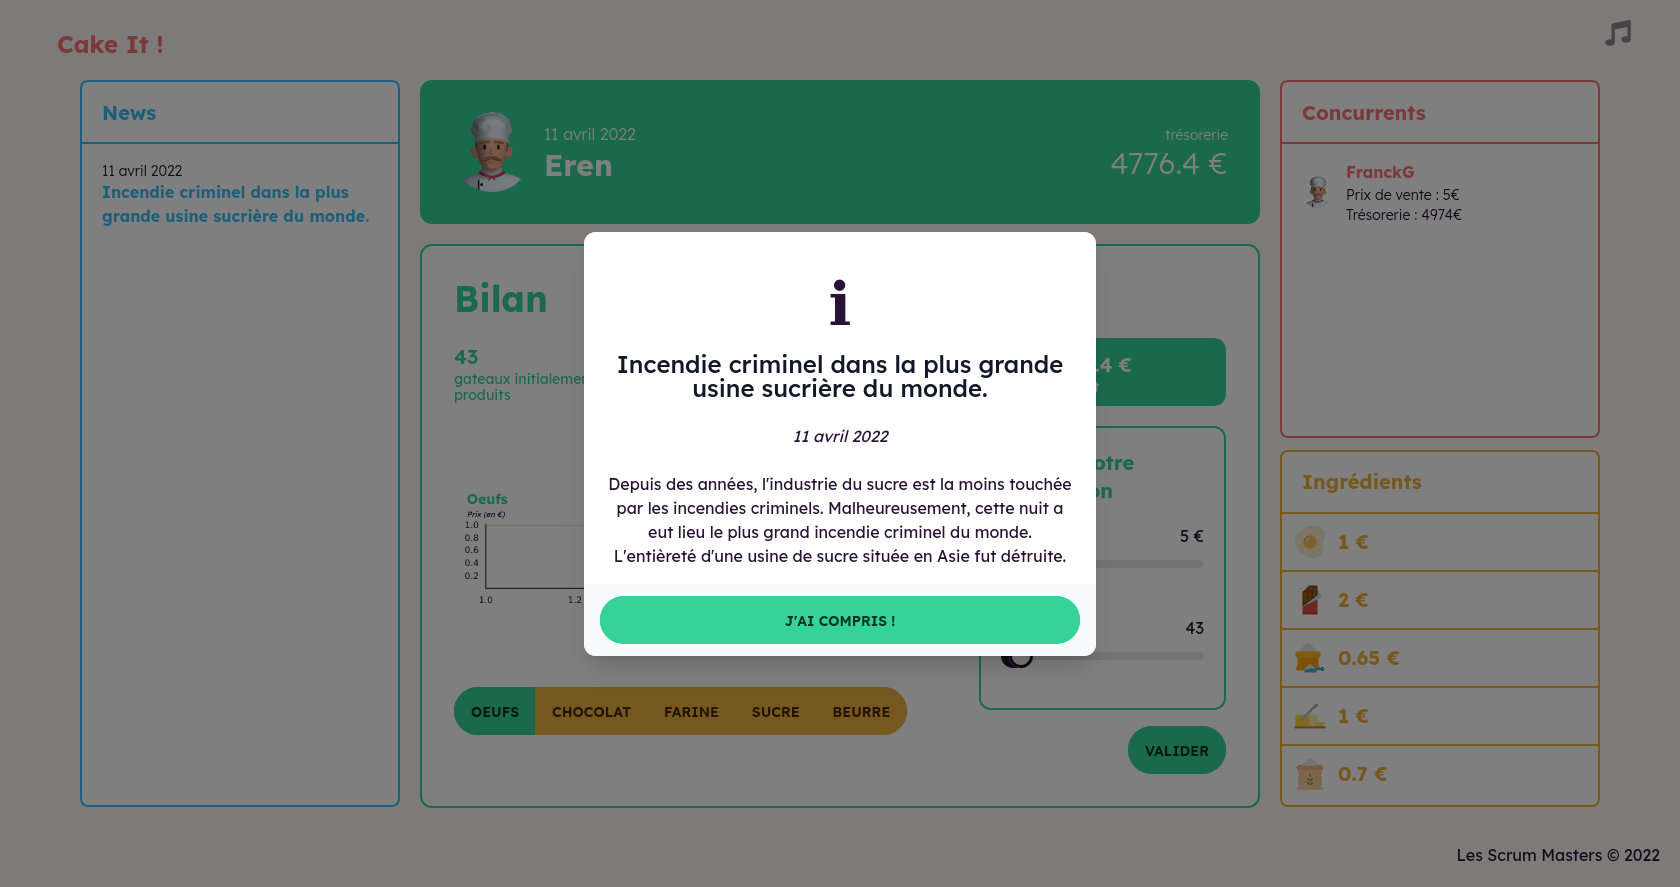 Cake It !
News
11 avril 2022
Incendie criminel dans la plus
grande usine sucrière du monde.
11 avril 2022
Eren
trésorerie
4776.4 €
Bilan
43
gateaux
produits
.4 €
Oeufs
Prix (en €)
1.0
0.8
0.6
0.4
0.2
1.0
1.2
5 €
43
OEUFS
CHOCOLAT
FARINE
SUCRE
BEURRE
VALIDER
i
Incendie criminel dans la plus grande
usine sucrière du monde.
11 avril 2022
Depuis des années, l'industrie du sucre est la moins touchée
par les incendies criminels. Malheureusement, cette nuit a
eut lieu le plus grand incendie criminel du monde.
L'entièreté d'une usine de sucre située en Asie fut détruite.
J'AI COMPRIS !
Concurrents
FranckG
Prix de vente : 5€
Trésorerie : 4974€
Ingrédients
1 €
2 €
0.65 €
1 €
0.7 €
Les Scrum Masters © 2022